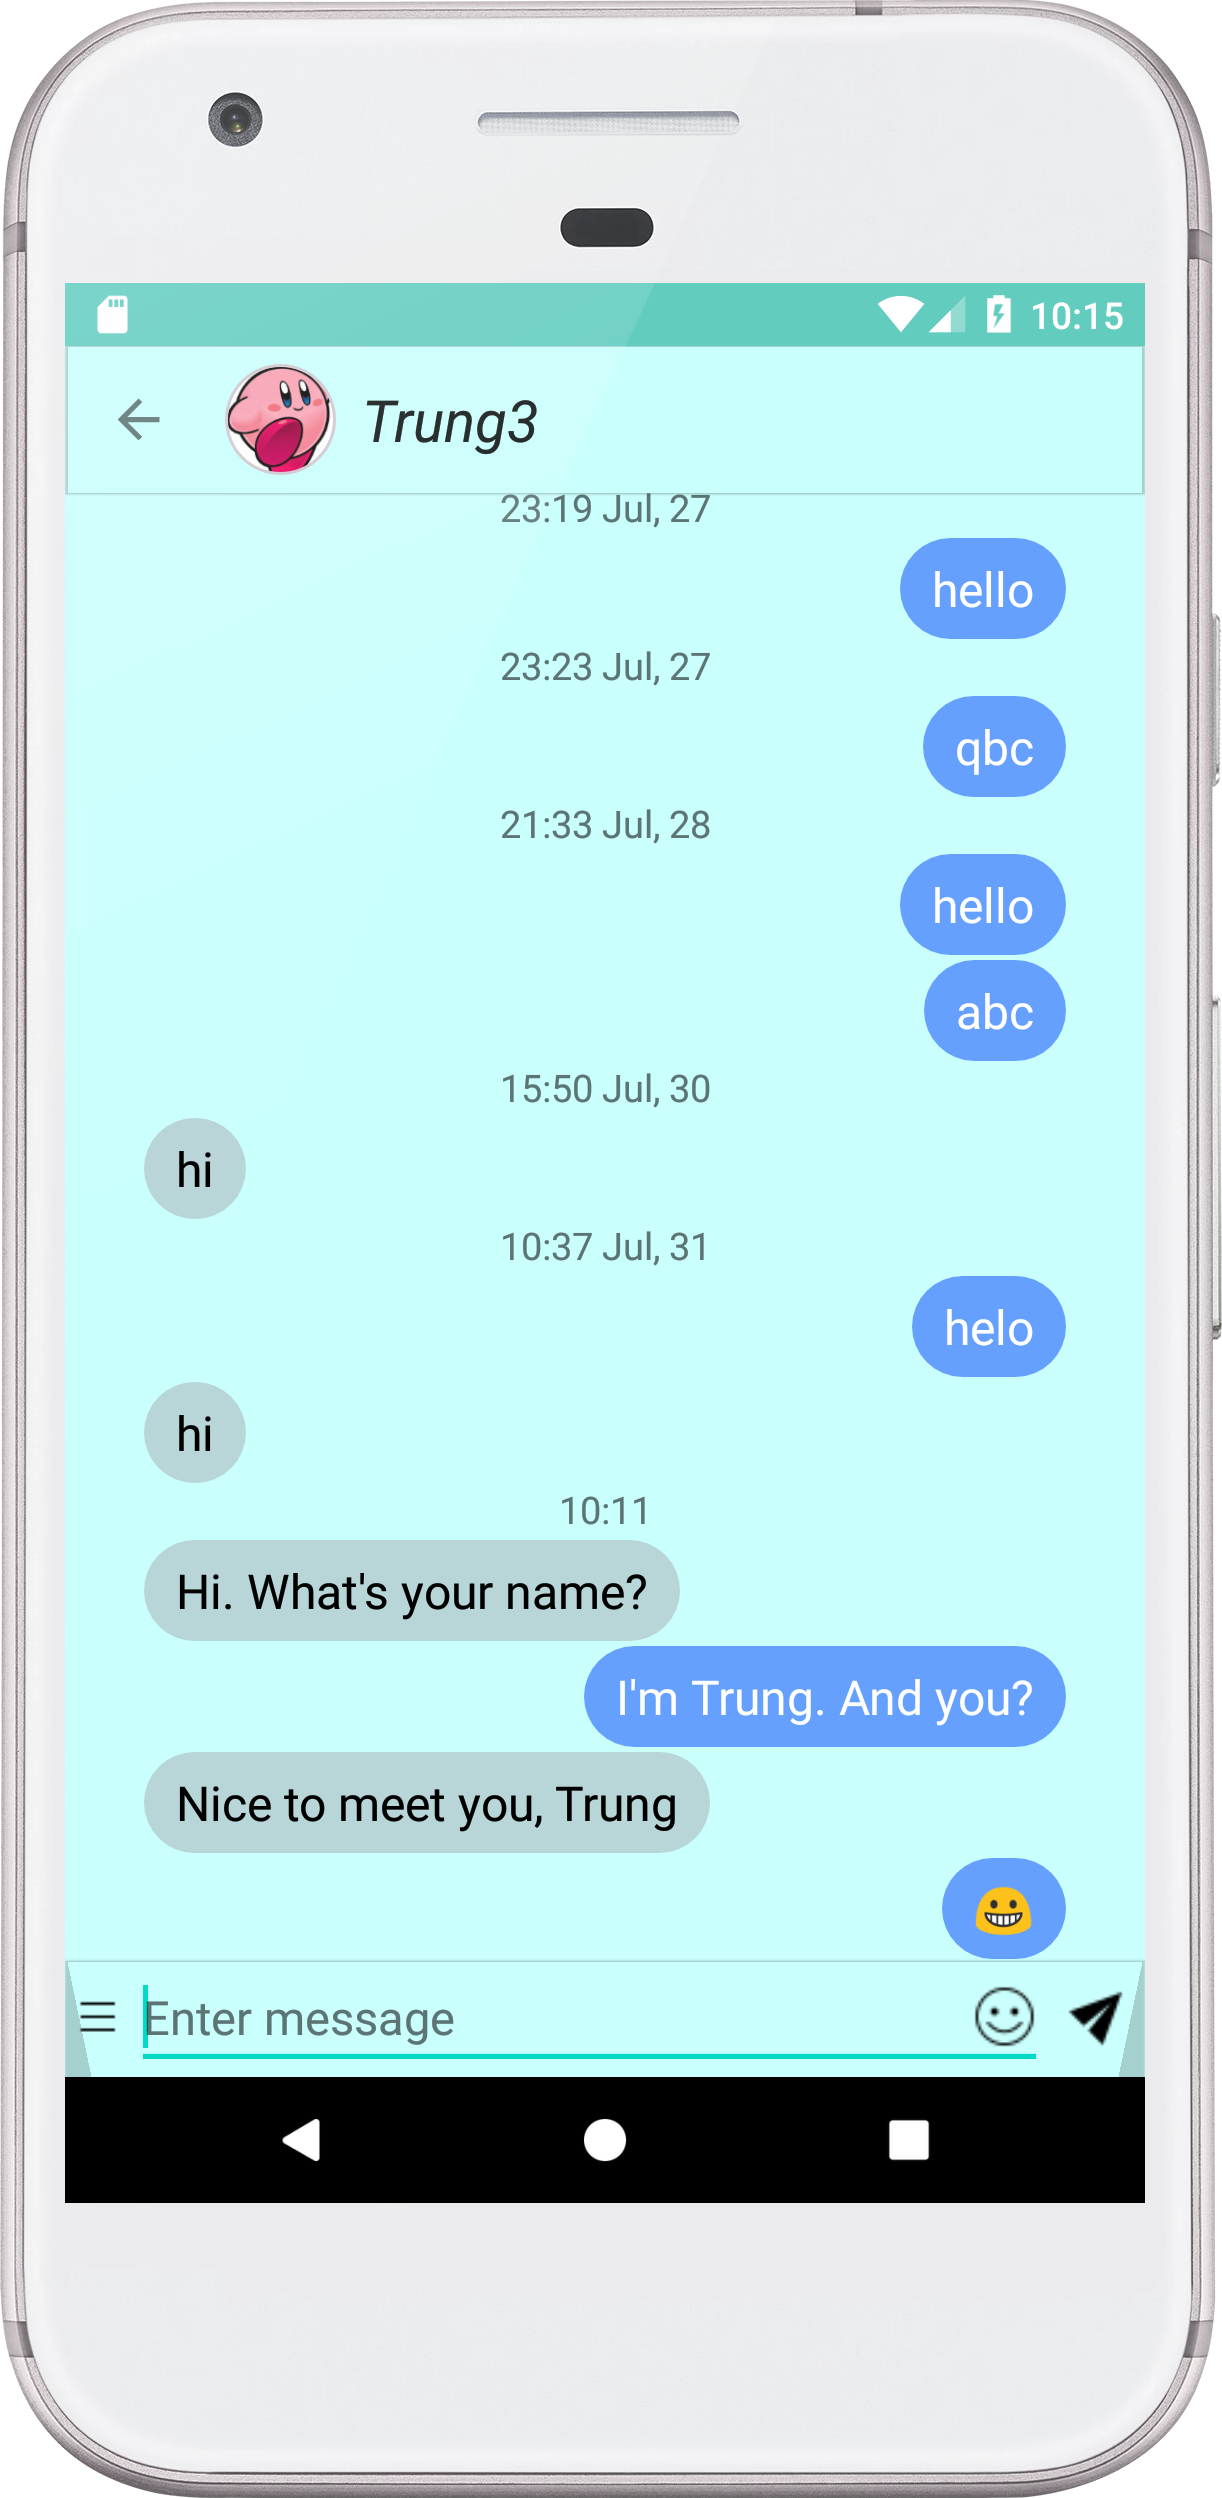 10:15
Trung3
23:19 Jul, 27
hello
23:23 Jul, 27
qbc
21:33 Jul, 28
hello
abc
15:50 Jul, 30
hi
10:37 Jul, 31
helo
hi
10:11
Hi. What's your name?
I'm Trung. And you?
Nice to meet you, Trung
😀
Enter message